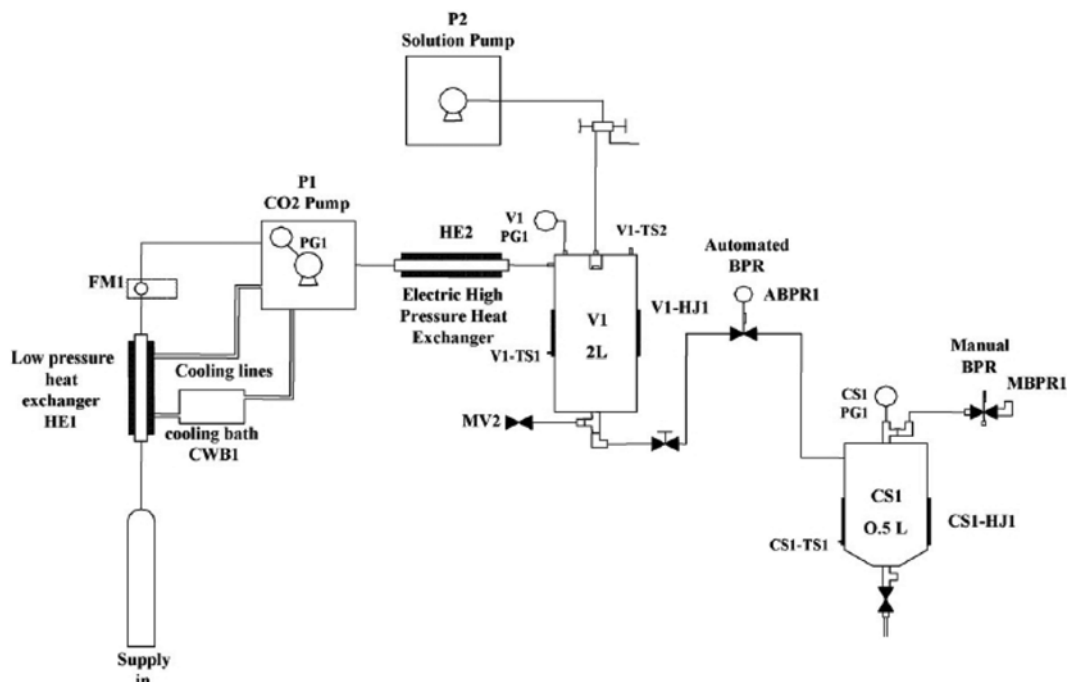 P2
Solution Pump
P1
CO2 Pump
PG1
FM1
HE2
Electric High
Pressure Heat
Exchanger
V1
PG1
V1-TS2
Automated
BPR
ABPR1
V1-HJ1
V1
2L
V1-TS1
Low pressure
heat
exchanger
HE1
Cooling lines
cooling bath
CWB1
MV2
Manual
BPR
MBPR1
CS1
PG1
CS1
O.5 L
CS1-HJ1
CS1-TS1
Supply
in